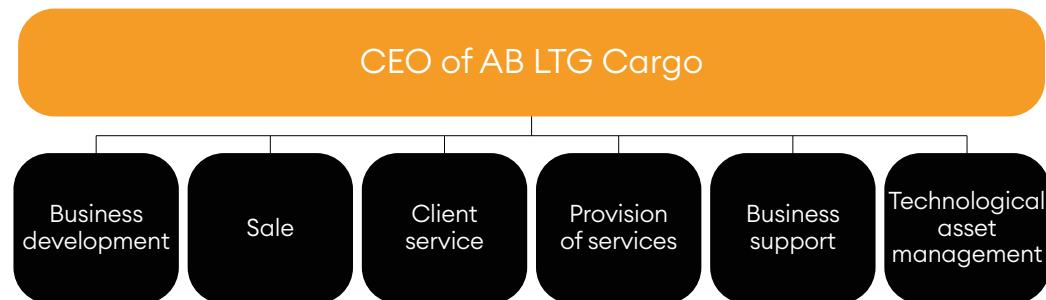 CEO of AB LTG Cargo
Business
development
Sale
Client
service
Provision
of services
Business
support
Technological
asset
management